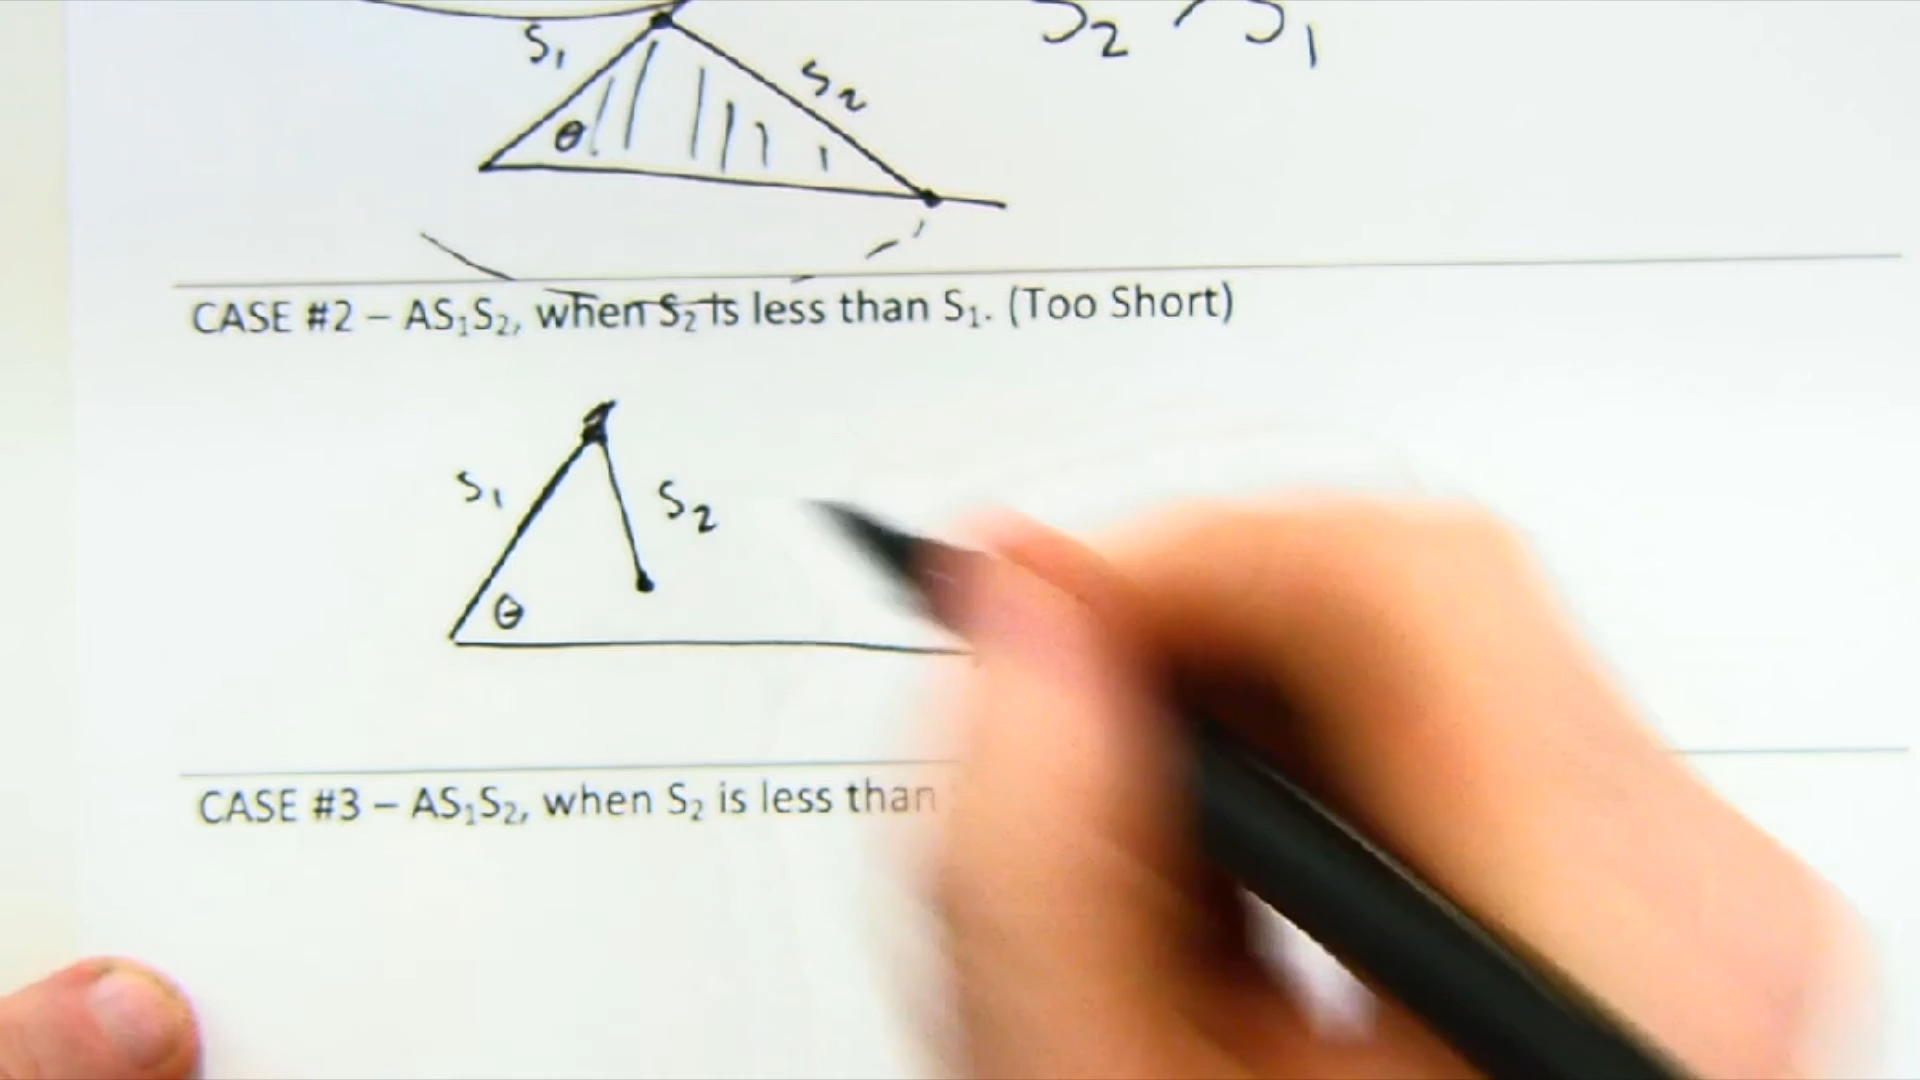 S₂ > S₁
S₁
S₂
θ
CASE #2 – AS₁S₂, when S₂ is less than S₁. (Too Short)
S₁
S₂
θ
CASE #3 – AS₁S₂, when S₂ is less than